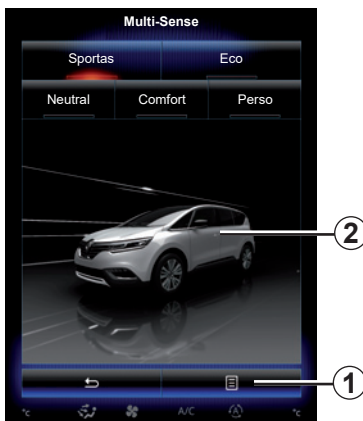 Multi-Sense
Sportas Eco
Neutral Comfort Perso
2
1
°c A/C A °c